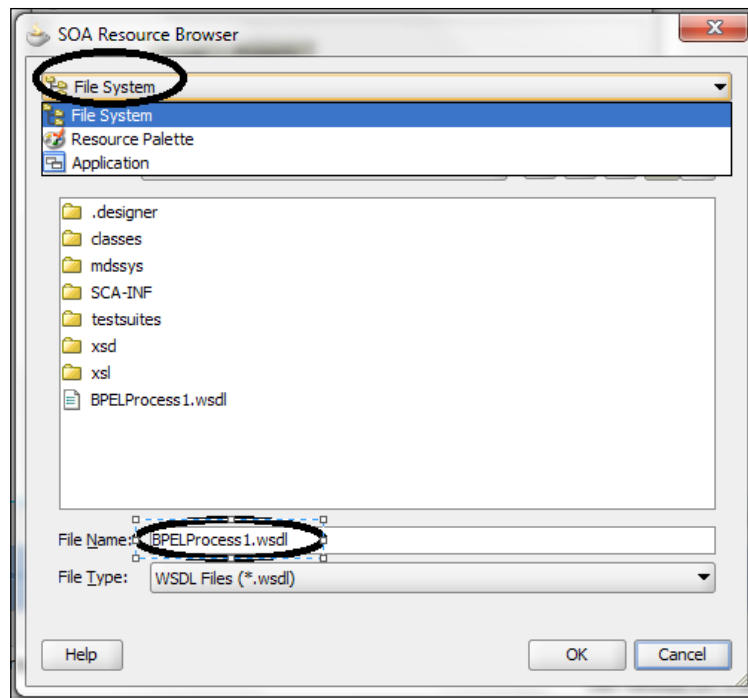 SOA Resource Browser
File System
File System
Resource Palette
Application
.designer
classes
mdssys
SCA-INF
testsuites
xsd
xsl
BPELProcess1.wsdl
File Name: BPELProcess1.wsdl
File Type: WSDL Files (*.wsdl)
Help OK Cancel